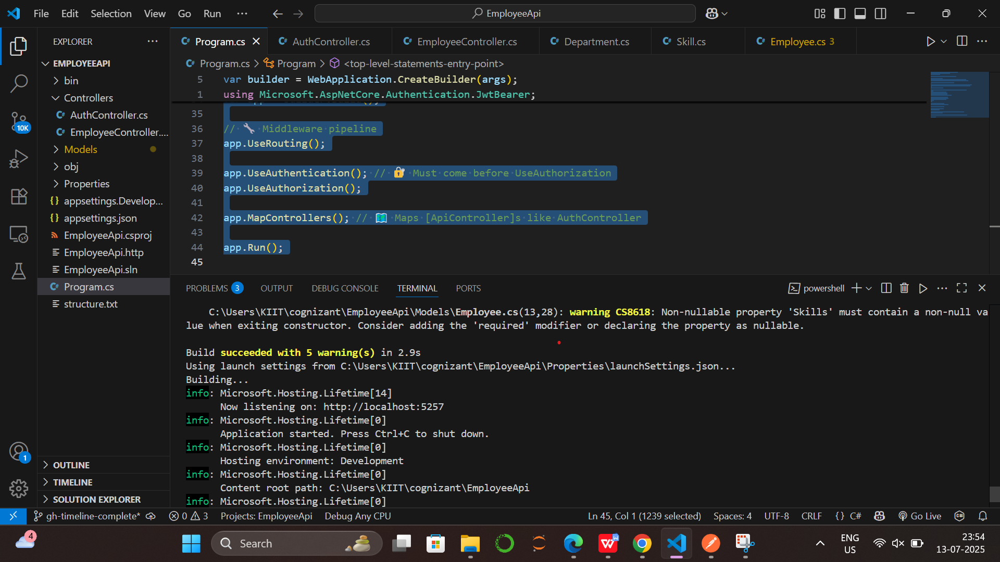 File Edit Selection View Go Run ··· EmployeeApi
EXPLORER ···
Program.cs AuthController.cs EmployeeController.cs Department.cs Skill.cs Employee.cs 3
EMPLOYEEAPI
bin
Controllers
AuthController.cs
EmployeeController....
Models
obj
Properties
{} appsettings.Develop...
{} appsettings.json
EmployeeApi.csproj
EmployeeApi.http
EmployeeApi.sln
Program.cs
structure.txt
10K
1
OUTLINE
TIMELINE
SOLUTION EXPLORER
Program.cs > Program > <top-level-statements-entry-point>
5 var builder = WebApplication.CreateBuilder(args);
1 using Microsoft.AspNetCore.Authentication.JwtBearer;
35
36 // 🔧 Middleware pipeline
37 app.UseRouting();
38
39 app.UseAuthentication(); // 🔐 Must come before UseAuthorization
40 app.UseAuthorization();
41
42 app.MapControllers(); // 🗺️ Maps [ApiController]s like AuthController
43
44 app.Run();
45
PROBLEMS 3 OUTPUT DEBUG CONSOLE TERMINAL PORTS powershell
C:\Users\KIIT\cognizant\EmployeeApi\Models\Employee.cs(13,28): warning CS8618: Non-nullable property 'Skills' must contain a non-null va
lue when exiting constructor. Consider adding the 'required' modifier or declaring the property as nullable.
Build succeeded with 5 warning(s) in 2.9s
Using launch settings from C:\Users\KIIT\cognizant\EmployeeApi\Properties\launchSettings.json...
Building...
info: Microsoft.Hosting.Lifetime[14]
Now listening on: http://localhost:5257
info: Microsoft.Hosting.Lifetime[0]
Application started. Press Ctrl+C to shut down.
info: Microsoft.Hosting.Lifetime[0]
Hosting environment: Development
info: Microsoft.Hosting.Lifetime[0]
Content root path: C:\Users\KIIT\cognizant\EmployeeApi
info: Microsoft.Hosting.Lifetime[0]
gh-timeline-complete* 0 3 Projects: EmployeeApi Debug Any CPU Ln 45, Col 1 (1239 selected) Spaces: 4 UTF-8 CRLF {} C# Go Live
4 Search ENG
US
23:54
13-07-2025